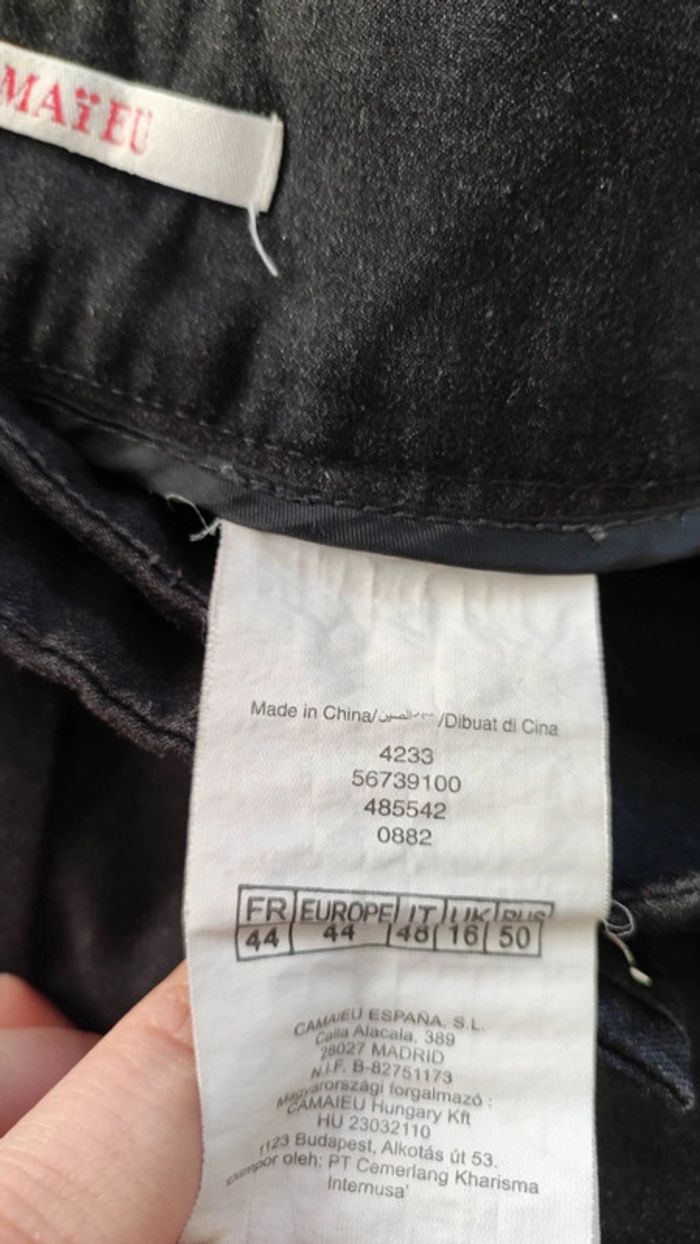 MAÏEU
Made in China/ الصين /Dibuat di Cina
4233
56739100
485542
0882
FR EUROPE IT UK RUS
44 44 48 16 50
CAMAIEU ESPAÑA, S.L.
Calla Alacala, 389
28027 MADRID
N.I.F. B-82751173
Magyarországi forgalmazó :
CAMAIEU Hungary Kft
HU 23032110
1123 Budapest, Alkotás út 53.
oleh: PT Cemerlang Kharisma
Internusa'